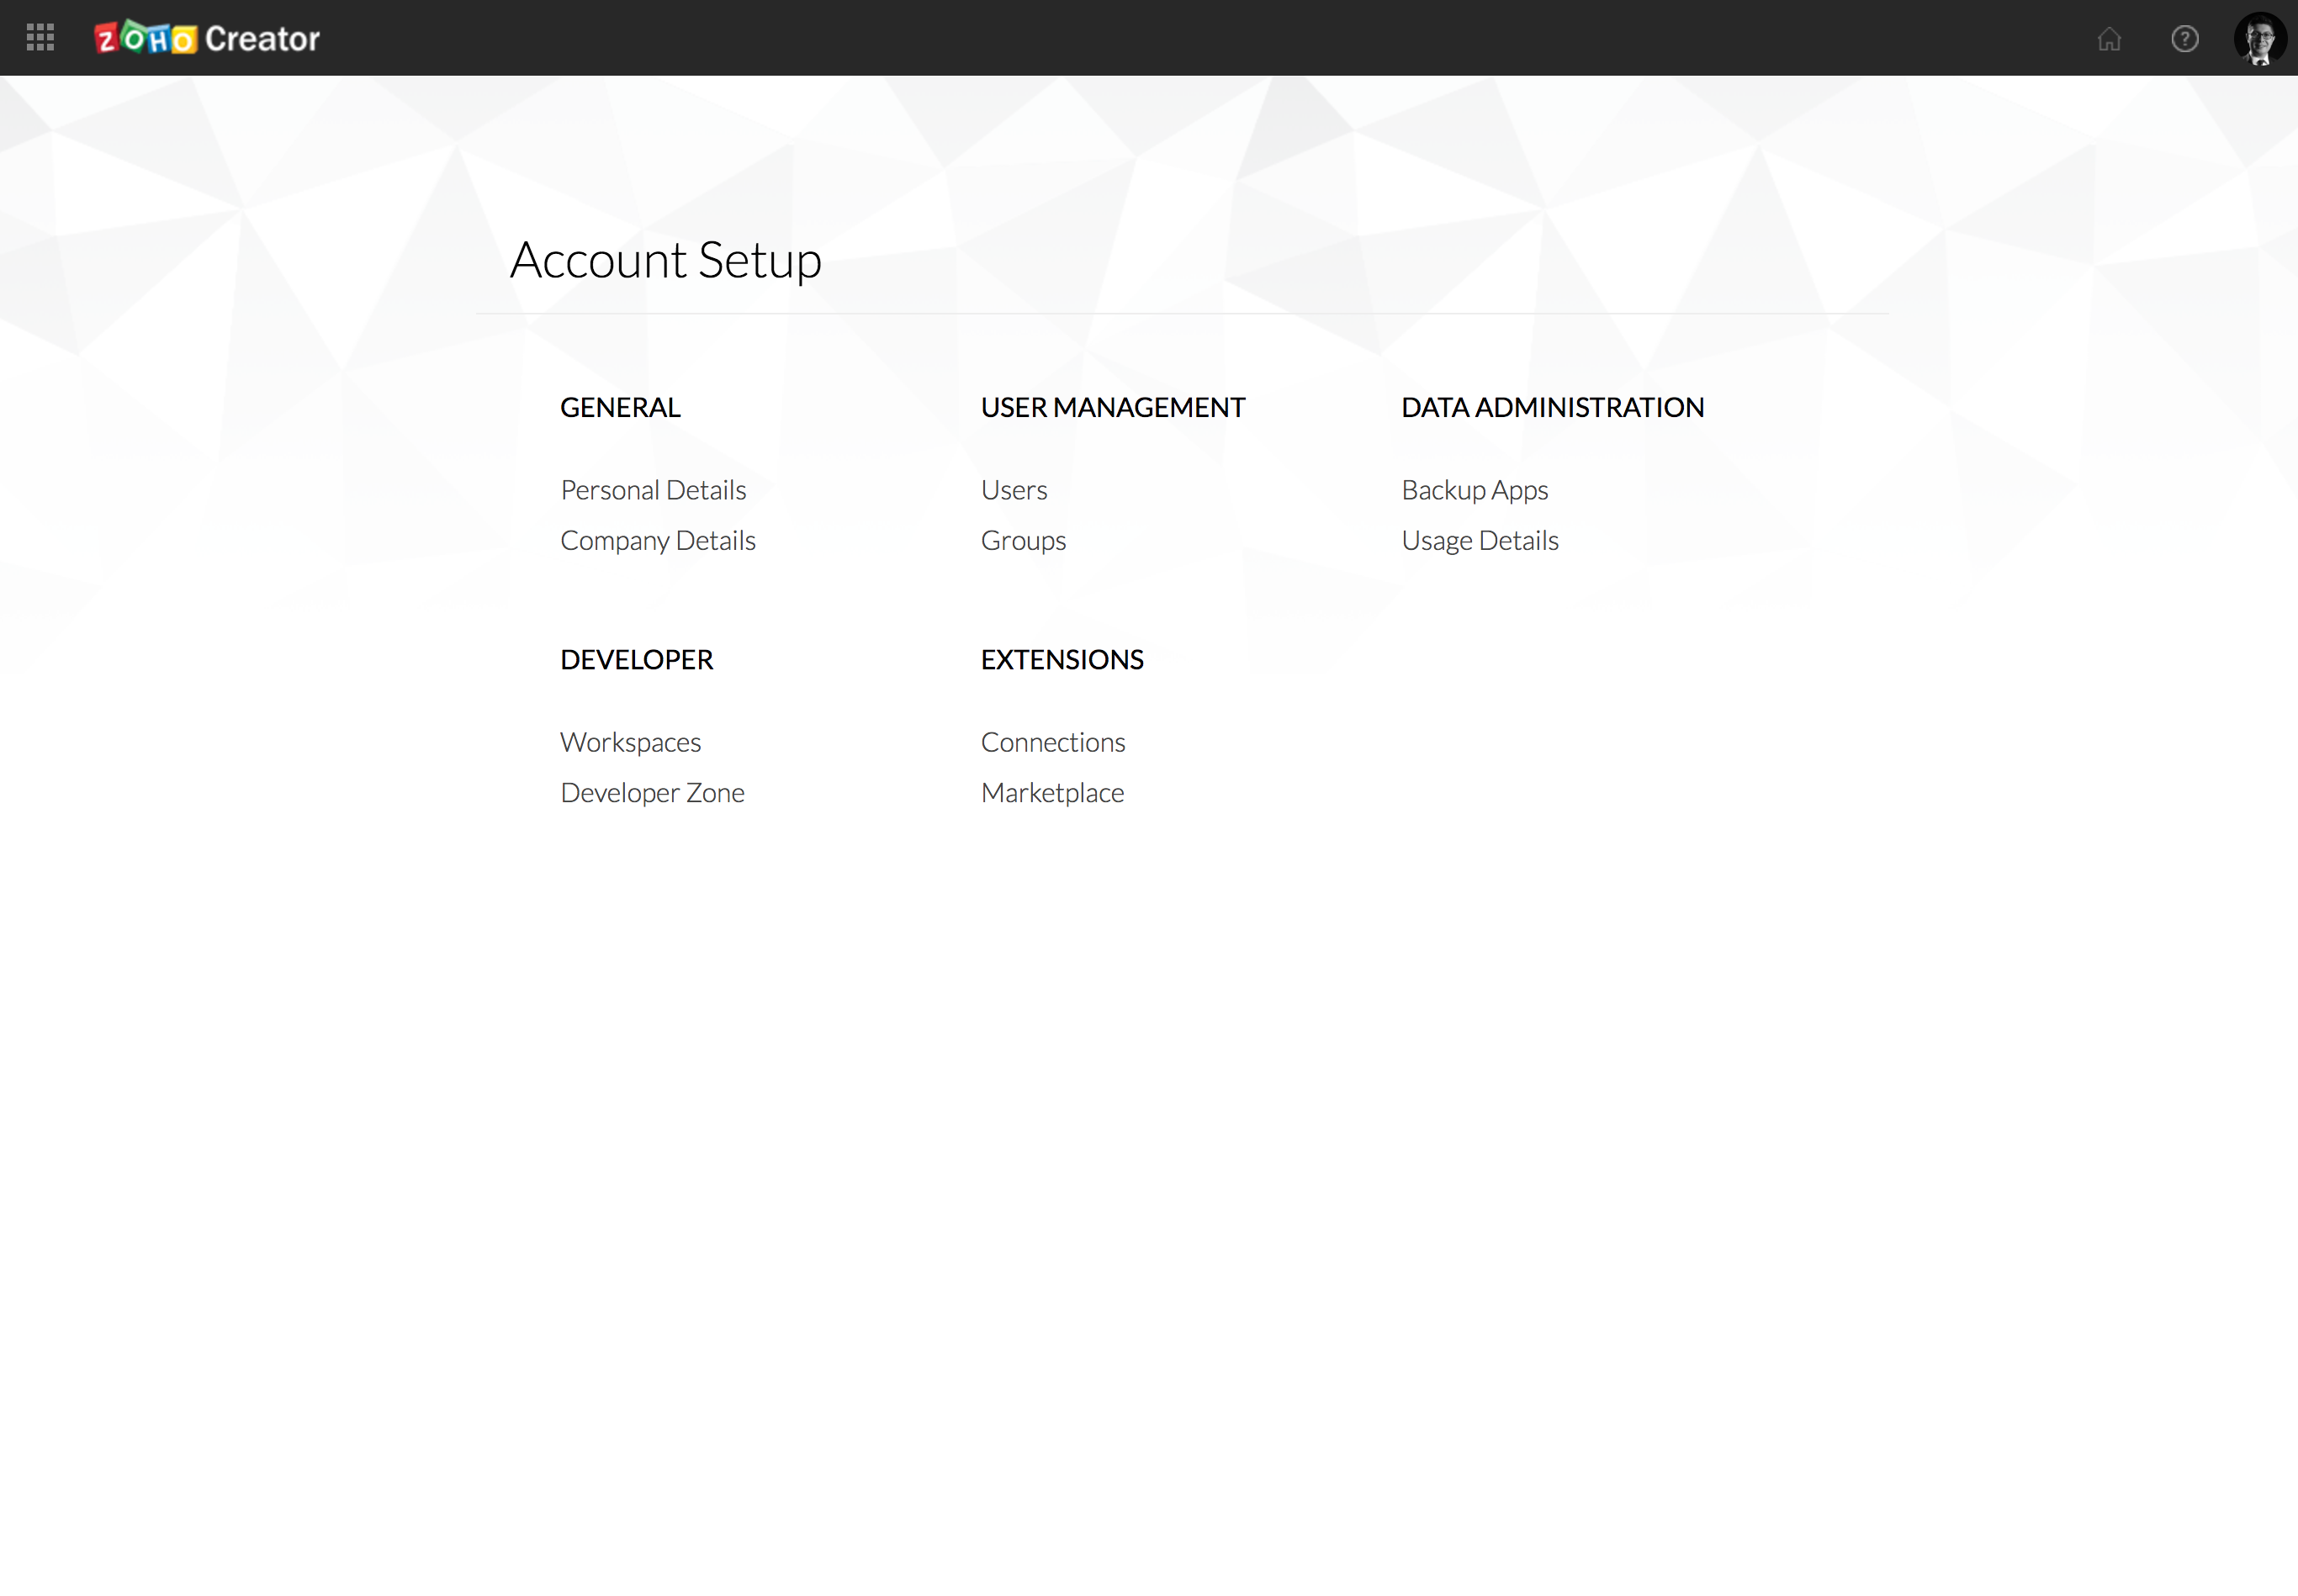 ZOHO Creator
Account Setup
GENERAL
Personal Details
Company Details
USER MANAGEMENT
Users
Groups
DATA ADMINISTRATION
Backup Apps
Usage Details
DEVELOPER
Workspaces
Developer Zone
EXTENSIONS
Connections
Marketplace